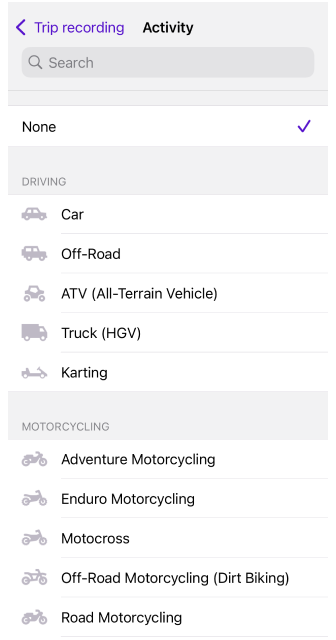 Trip recording Activity
Search
None
DRIVING
Car
Off-Road
ATV (All-Terrain Vehicle)
Truck (HGV)
Karting
MOTORCYCLING
Adventure Motorcycling
Enduro Motorcycling
Motocross
Off-Road Motorcycling (Dirt Biking)
Road Motorcycling